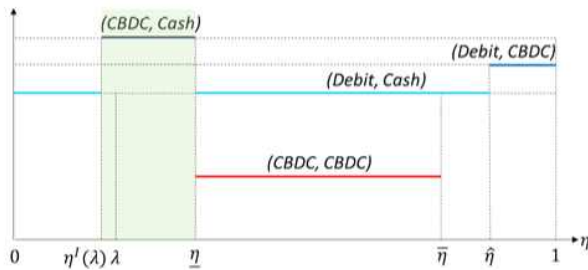 (CBDC, Cash)
(Debit, CBDC)
(Debit, Cash)
(CBDC, CBDC)
0 η^I(λ) λ η̲ η̅ η̂ 1 η